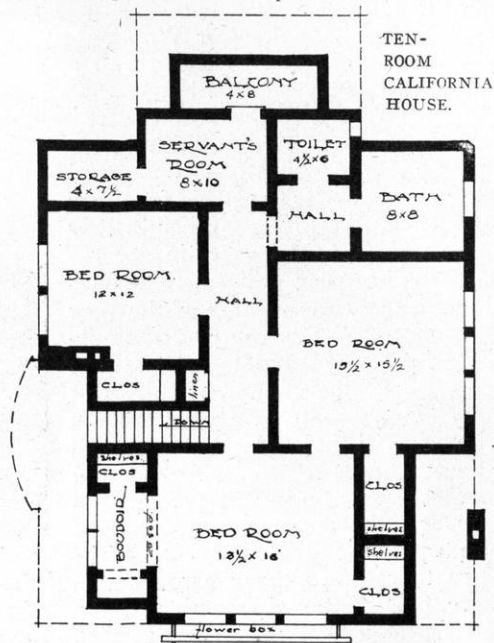 TEN-
ROOM
CALIFORNIA
HOUSE.
BALCONY
4 x 8
SERVANT'S
ROOM
8 x 10
TOILET
4½ x 6
STORAGE
4 x 7½
BATH
8 x 8
HALL
BED ROOM
12 x 12
HALL
BED ROOM
15½ x 15½
CLOS
linen
DOWN
shelves
CLOS
BOUDOIR
CLOS
shelves
BED ROOM
13½ x 16
shelves
CLOS
flower box